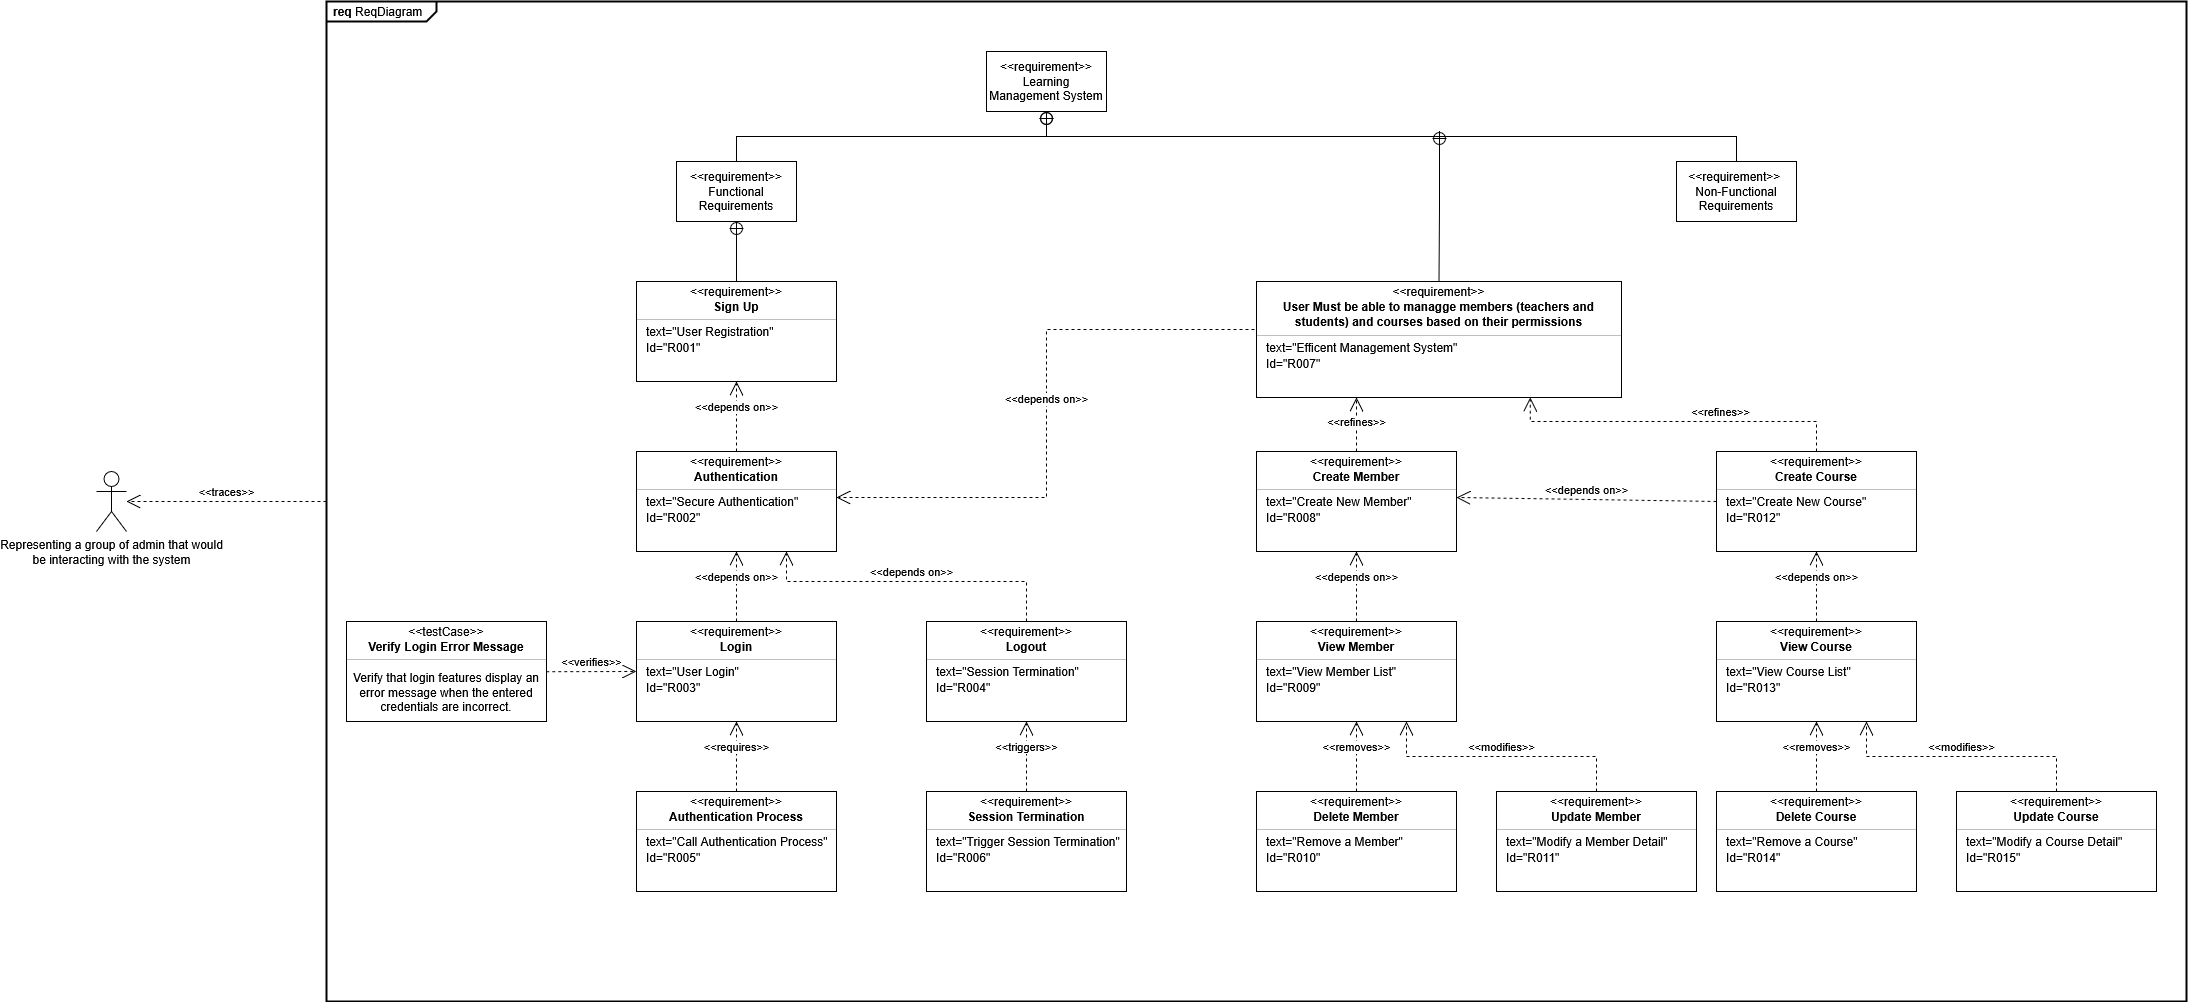 req ReqDiagram
<<requirement>>
Learning
Management System
<<requirement>>
Functional
Requirements
<<requirement>>
Non-Functional
Requirements
<<requirement>>
Sign Up
text="User Registration"
Id="R001"
<<requirement>>
User Must be able to managge members (teachers and
students) and courses based on their permissions
text="Efficent Management System"
Id="R007"
<<depends on>>
<<depends on>>
<<refines>>
<<refines>>
<<requirement>>
Authentication
text="Secure Authentication"
Id="R002"
<<requirement>>
Create Member
text="Create New Member"
Id="R008"
<<depends on>>
<<requirement>>
Create Course
text="Create New Course"
Id="R012"
<<traces>>
Representing a group of admin that would
be interacting with the system
<<depends on>>
<<depends on>>
<<depends on>>
<<depends on>>
<<testCase>>
Verify Login Error Message
Verify that login features display an
error message when the entered
credentials are incorrect.
<<verifies>>
<<requirement>>
Login
text="User Login"
Id="R003"
<<requirement>>
Logout
text="Session Termination"
Id="R004"
<<requirement>>
View Member
text="View Member List"
Id="R009"
<<requirement>>
View Course
text="View Course List"
Id="R013"
<<requires>>
<<triggers>>
<<removes>>
<<modifies>>
<<removes>>
<<modifies>>
<<requirement>>
Authentication Process
text="Call Authentication Process"
Id="R005"
<<requirement>>
Session Termination
text="Trigger Session Termination"
Id="R006"
<<requirement>>
Delete Member
text="Remove a Member"
Id="R010"
<<requirement>>
Update Member
text="Modify a Member Detail"
Id="R011"
<<requirement>>
Delete Course
text="Remove a Course"
Id="R014"
<<requirement>>
Update Course
text="Modify a Course Detail"
Id="R015"